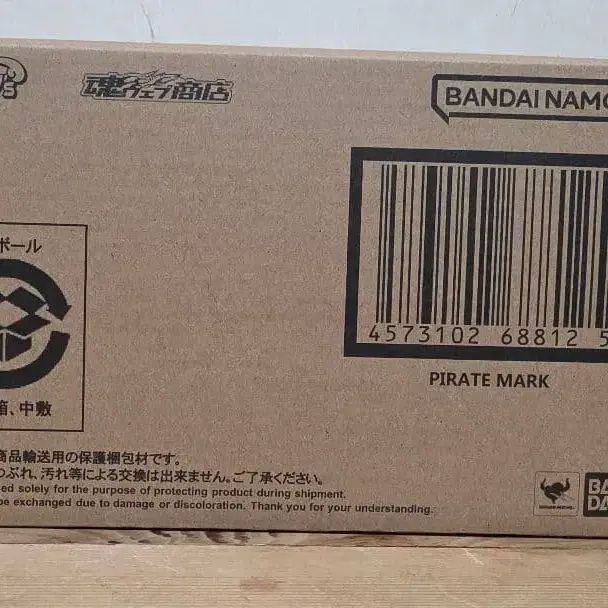 魂ウェブ商店
BANDAI NAMC
4573102 68812 5
PIRATE MARK
ボール
箱、中敷
商品輸送用の保護梱包材です。
つぶれ、汚れ等による交換は出来ません。ご了承ください。
ed solely for the purpose of protecting product during shipment.
be exchanged due to damage or discoloration. Thank you for your understanding.
BA
DA